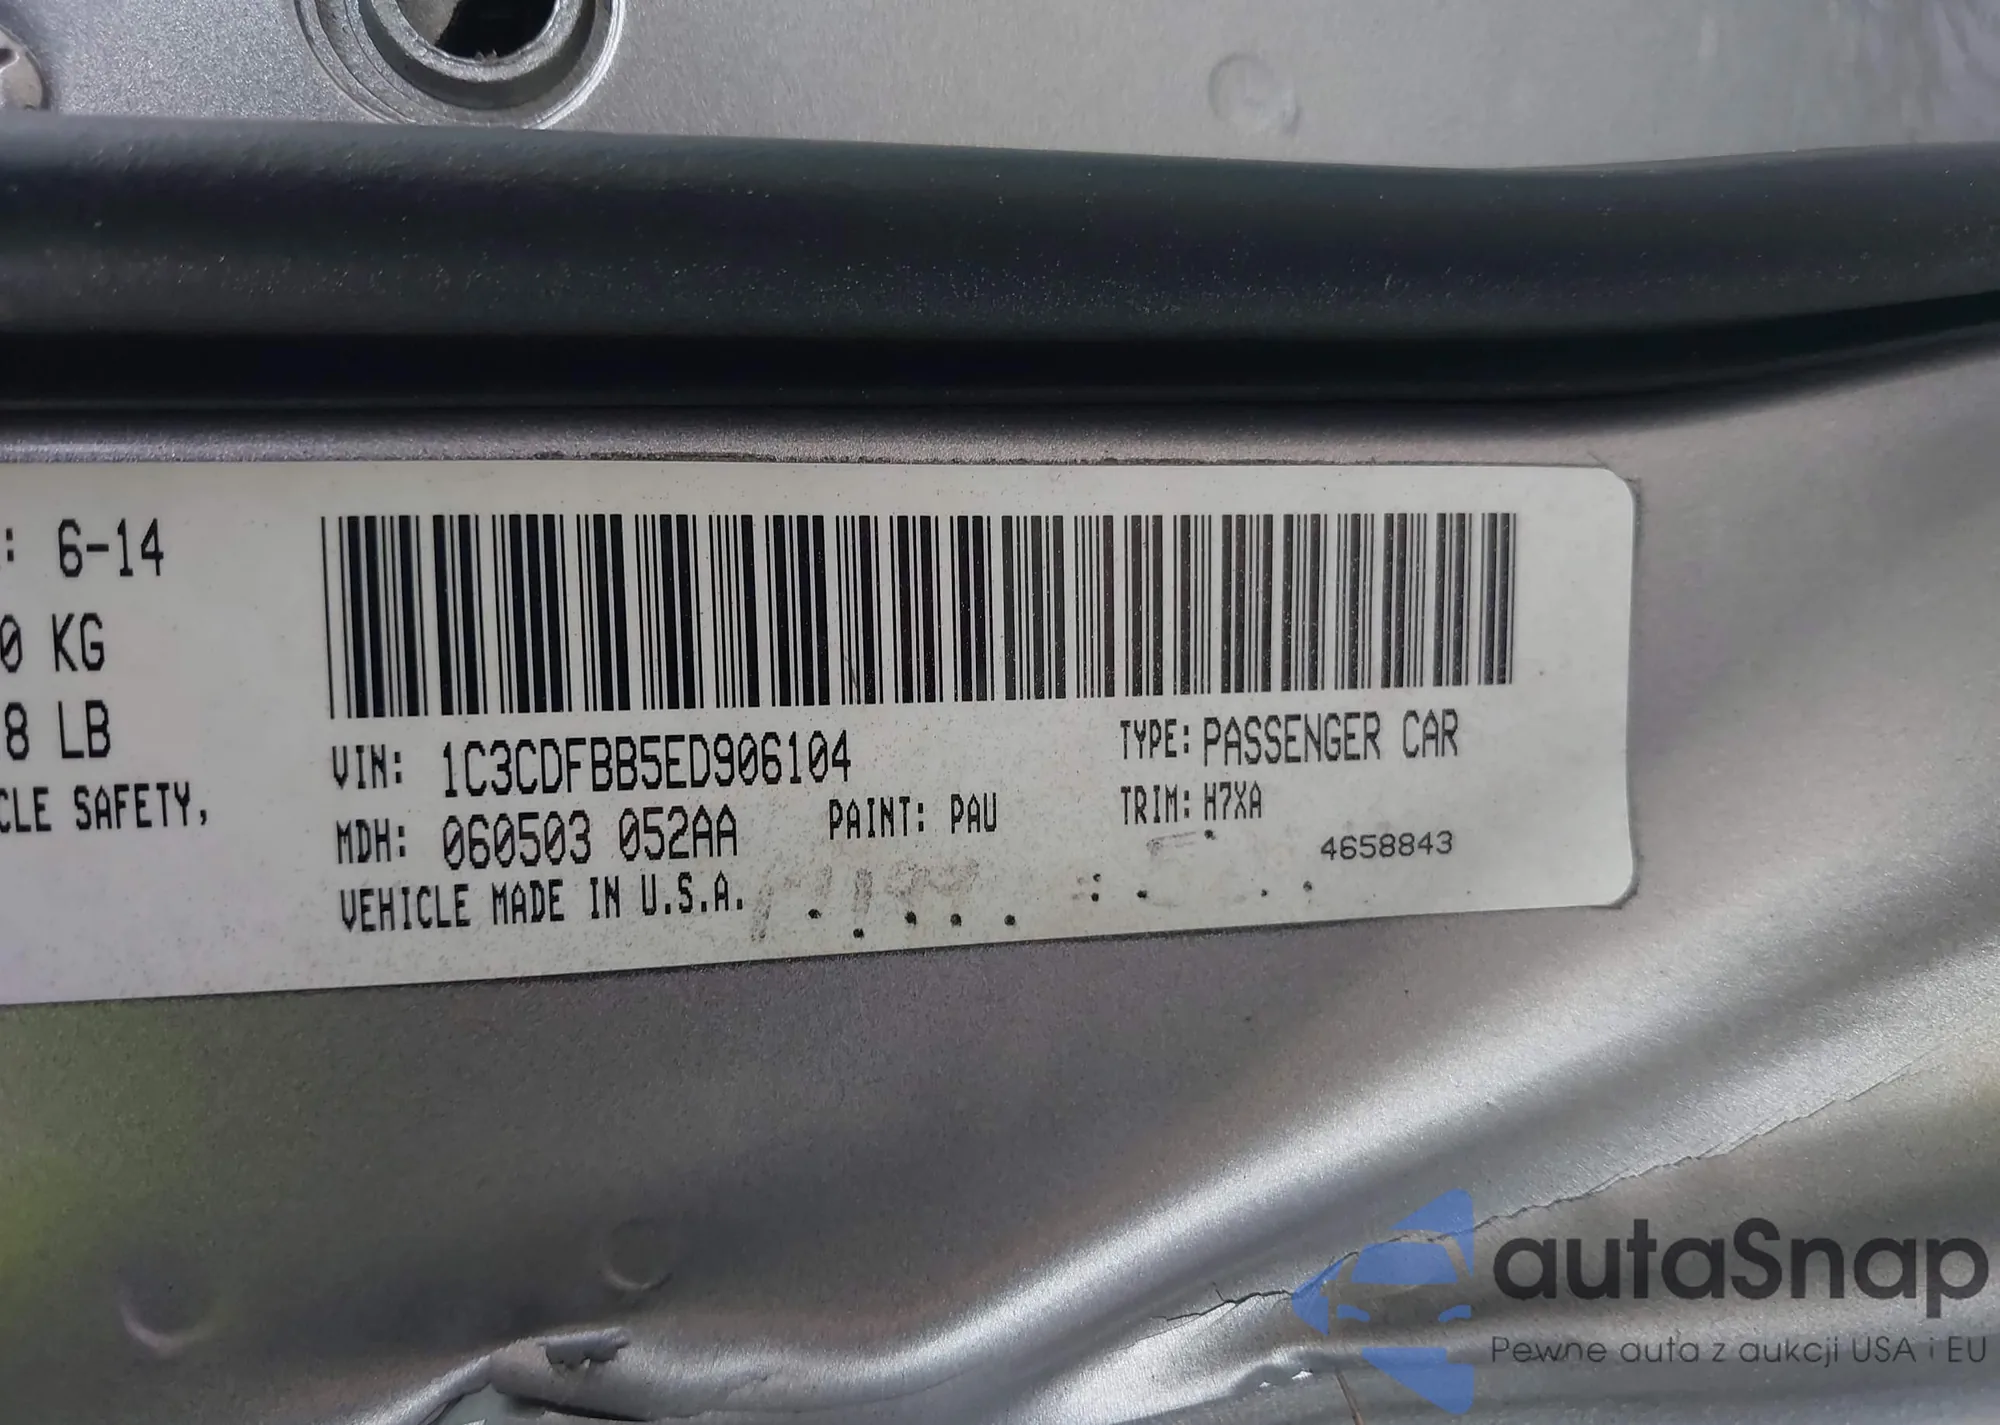 : 6-14
0 KG
8 LB
CLE SAFETY,
VIN: 1C3CDFBB5ED906104
TYPE: PASSENGER CAR
MDH: 060503 052AA
PAINT: PAU
TRIM: H7XA
4658843
VEHICLE MADE IN U.S.A.
autaSnap
Pewne auta z aukcji USA i EU